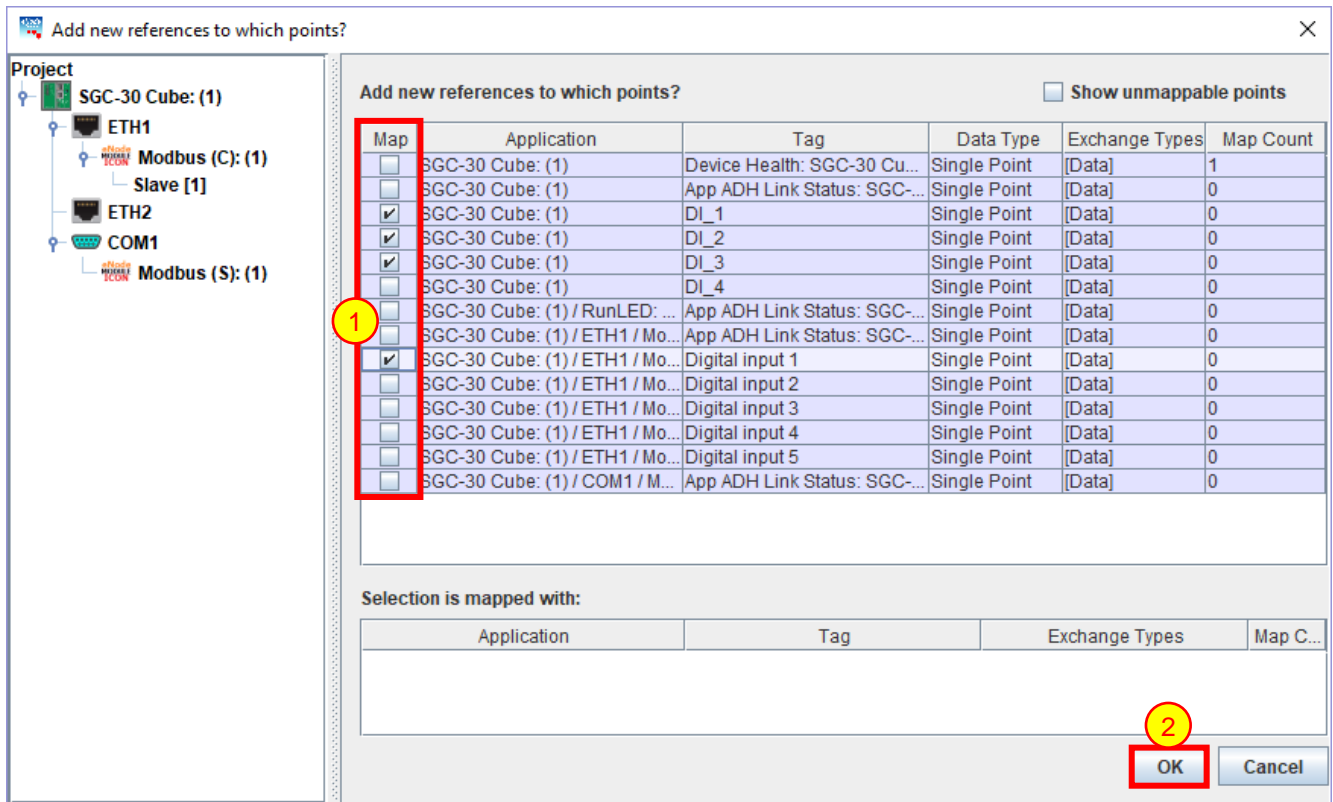 Add new references to which points?
Project
SGC-30 Cube: (1)
ETH1
eNode MODULE ICON Modbus (C): (1)
Slave [1]
ETH2
COM1
eNode MODULE ICON Modbus (S): (1)
Add new references to which points? Show unmappable points
Map Application Tag Data Type Exchange Types Map Count
SGC-30 Cube: (1) Device Health: SGC-30 Cu... Single Point [Data] 1
SGC-30 Cube: (1) App ADH Link Status: SGC-... Single Point [Data] 0
SGC-30 Cube: (1) DI_1 Single Point [Data] 0
SGC-30 Cube: (1) DI_2 Single Point [Data] 0
SGC-30 Cube: (1) DI_3 Single Point [Data] 0
SGC-30 Cube: (1) DI_4 Single Point [Data] 0
SGC-30 Cube: (1) / RunLED: ... App ADH Link Status: SGC-... Single Point [Data] 0
1
SGC-30 Cube: (1) / ETH1 / Mo... App ADH Link Status: SGC-... Single Point [Data] 0
SGC-30 Cube: (1) / ETH1 / Mo... Digital input 1 Single Point [Data] 0
SGC-30 Cube: (1) / ETH1 / Mo... Digital input 2 Single Point [Data] 0
SGC-30 Cube: (1) / ETH1 / Mo... Digital input 3 Single Point [Data] 0
SGC-30 Cube: (1) / ETH1 / Mo... Digital input 4 Single Point [Data] 0
SGC-30 Cube: (1) / ETH1 / Mo... Digital input 5 Single Point [Data] 0
SGC-30 Cube: (1) / COM1 / M... App ADH Link Status: SGC-... Single Point [Data] 0
Selection is mapped with:
Application Tag Exchange Types Map C...
2
OK Cancel